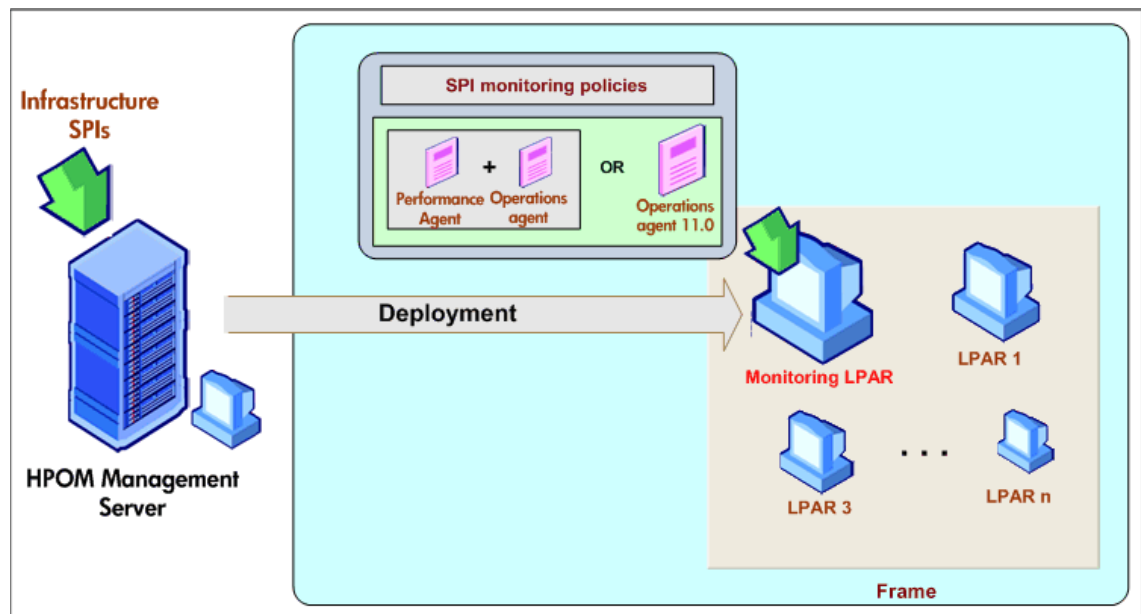 Infrastructure
SPIs
HPOM Management
Server
SPI monitoring policies
Performance
Agent
+
Operations
agent
OR
Operations
agent 11.0
Deployment
Monitoring LPAR
LPAR 1
LPAR 3
. . .
LPAR n
Frame